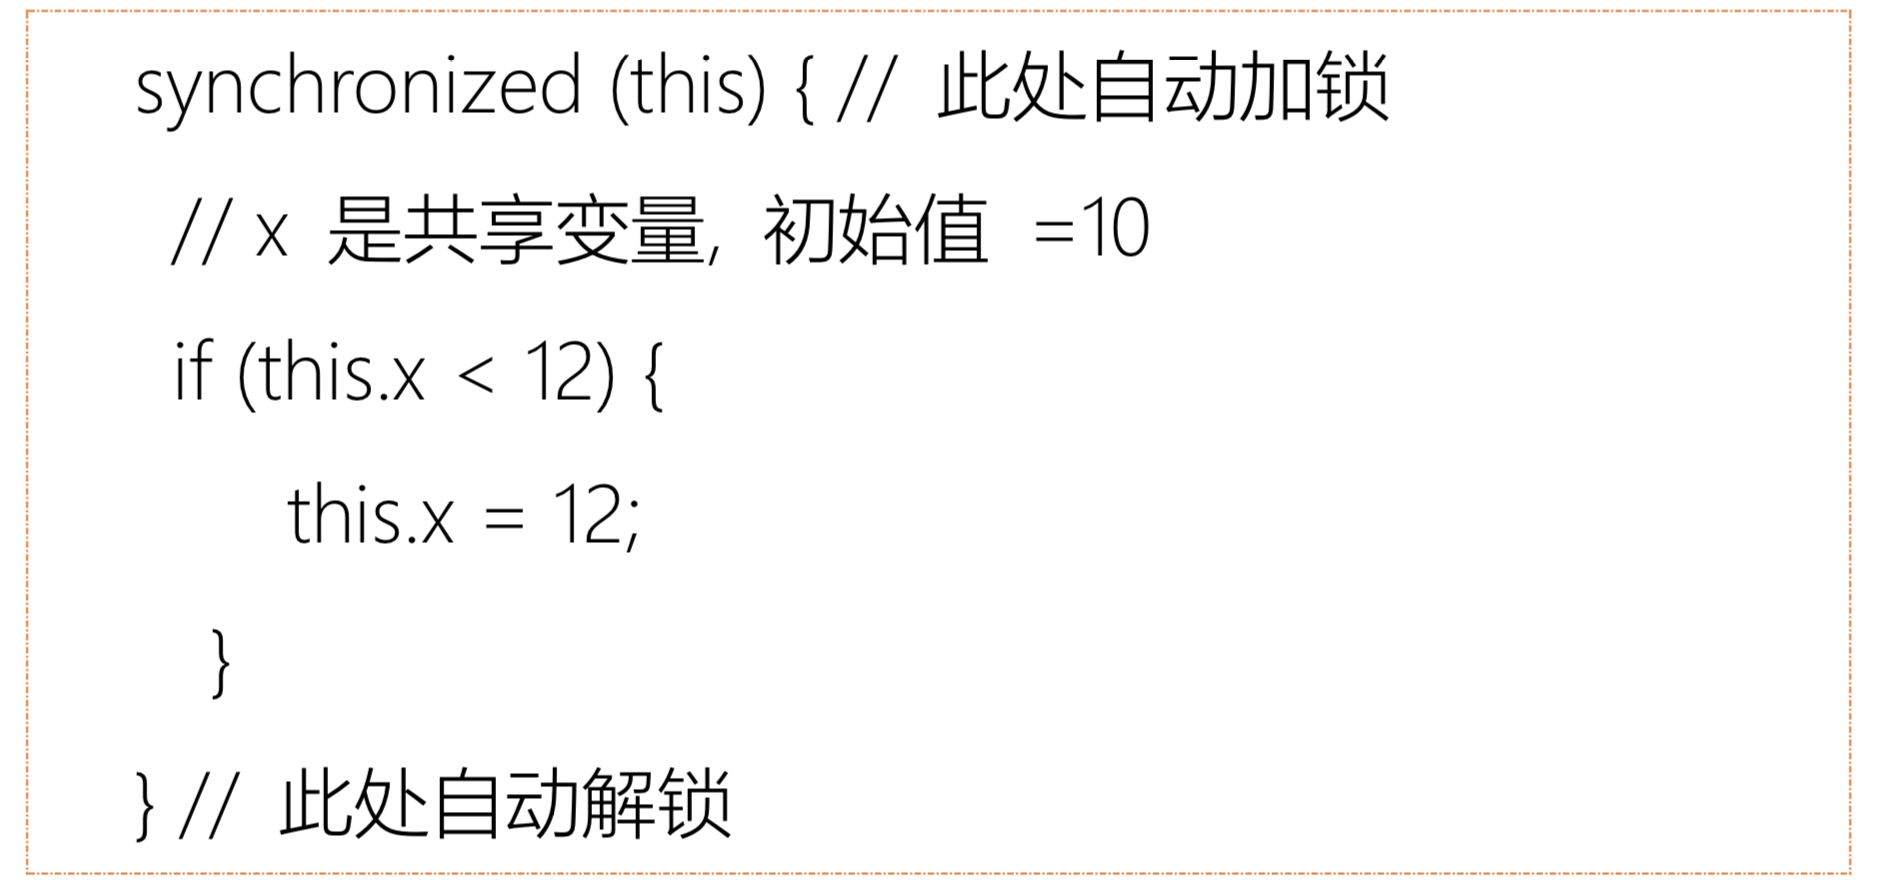 synchronized (this) { // 此处自动加锁
// x 是共享变量, 初始值 =10
if (this.x < 12) {
this.x = 12;
}
} // 此处自动解锁